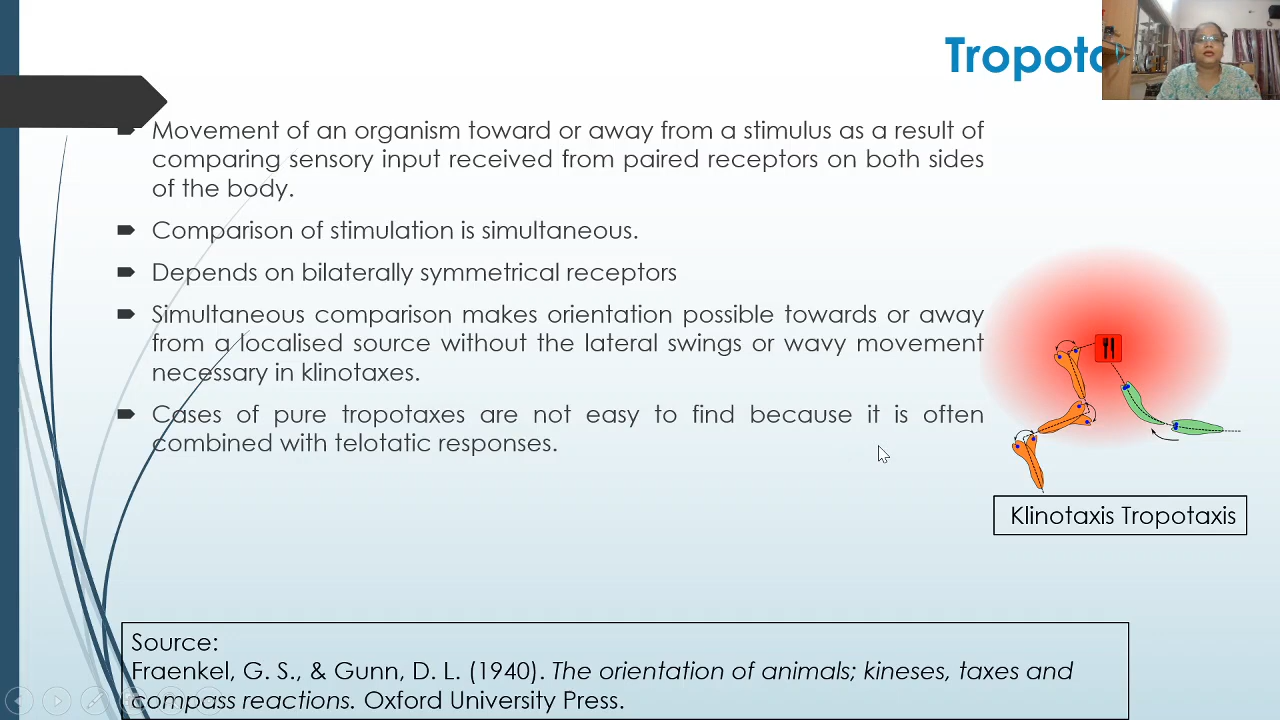 Tropota
Movement of an organism toward or away from a stimulus as a result of
comparing sensory input received from paired receptors on both sides
of the body.
Comparison of stimulation is simultaneous.
Depends on bilaterally symmetrical receptors
Simultaneous comparison makes orientation possible towards or away
from a localised source without the lateral swings or wavy movement
necessary in klinotaxes.
Cases of pure tropotaxes are not easy to find because it is often
combined with telotatic responses.
Klinotaxis Tropotaxis
Source:
Fraenkel, G. S., & Gunn, D. L. (1940). The orientation of animals; kineses, taxes and
compass reactions. Oxford University Press.